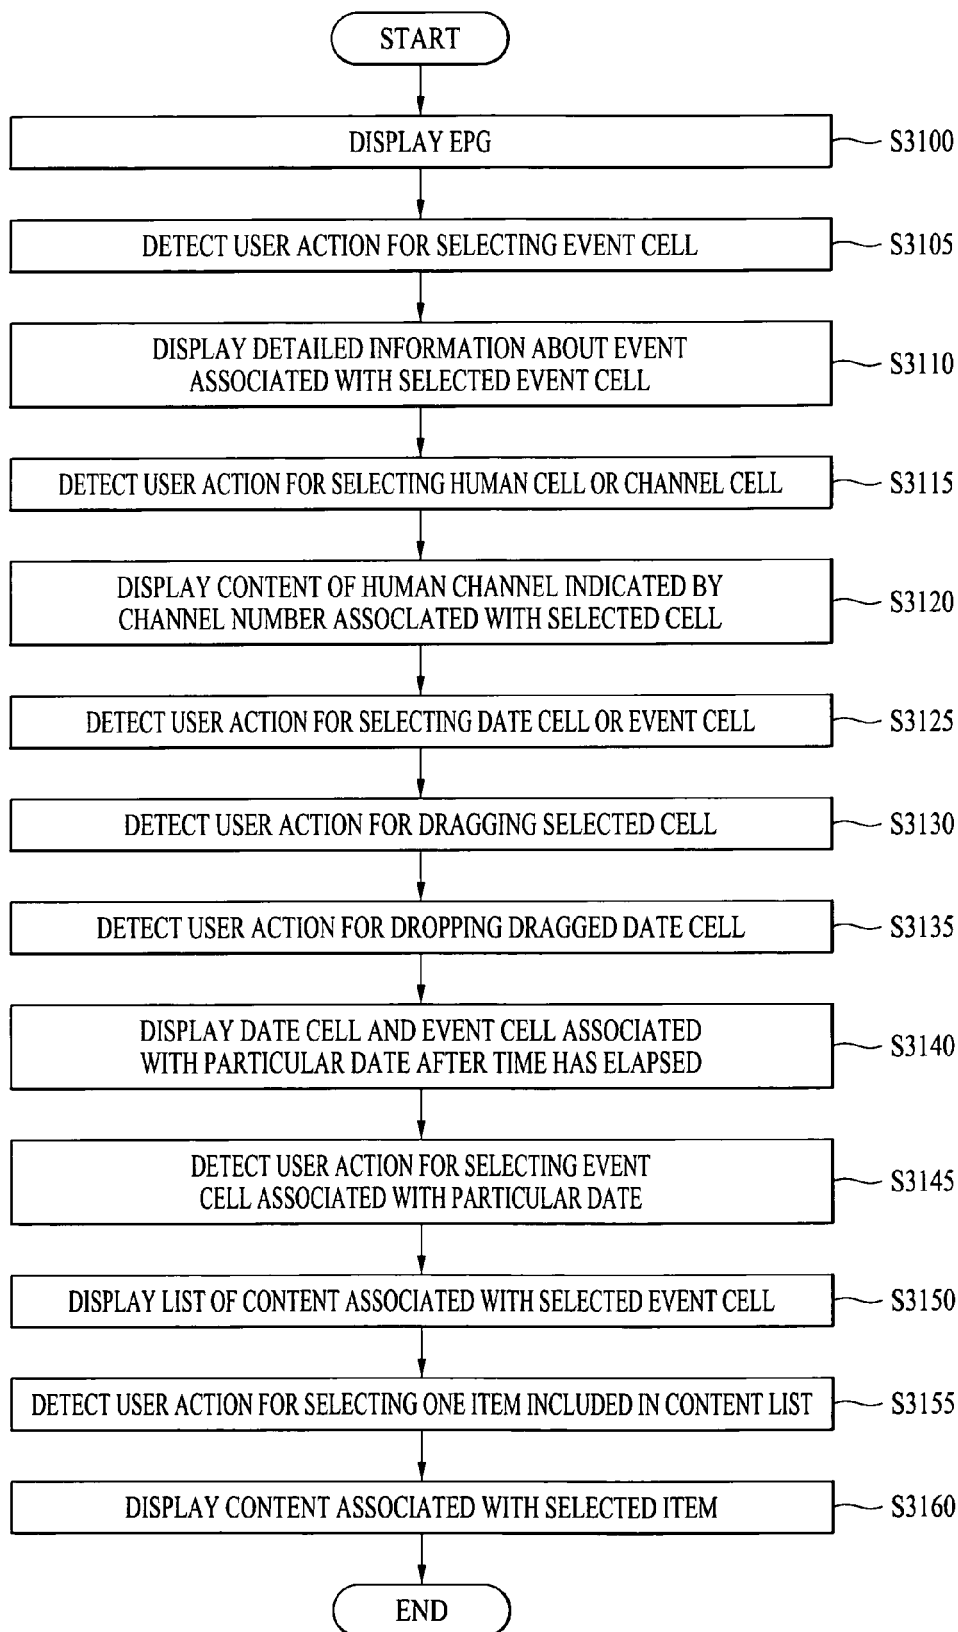 START
DISPLAY EPG
S3100
DETECT USER ACTION FOR SELECTING EVENT CELL
S3105
DISPLAY DETAILED INFORMATION ABOUT EVENT
ASSOCIATED WITH SELECTED EVENT CELL
S3110
DETECT USER ACTION FOR SELECTING HUMAN CELL OR CHANNEL CELL
S3115
DISPLAY CONTENT OF HUMAN CHANNEL INDICATED BY
CHANNEL NUMBER ASSOCLATED WITH SELECTED CELL
S3120
DETECT USER ACTION FOR SELECTING DATE CELL OR EVENT CELL
S3125
DETECT USER ACTION FOR DRAGGING SELECTED CELL
S3130
DETECT USER ACTION FOR DROPPING DRAGGED DATE CELL
S3135
DISPLAY DATE CELL AND EVENT CELL ASSOCIATED
WITH PARTICULAR DATE AFTER TIME HAS ELAPSED
S3140
DETECT USER ACTION FOR SELECTING EVENT
CELL ASSOCIATED WITH PARTICULAR DATE
S3145
DISPLAY LIST OF CONTENT ASSOCIATED WITH SELECTED EVENT CELL
S3150
DETECT USER ACTION FOR SELECTING ONE ITEM INCLUDED IN CONTENT LIST
S3155
DISPLAY CONTENT ASSOCIATED WITH SELECTED ITEM
S3160
END